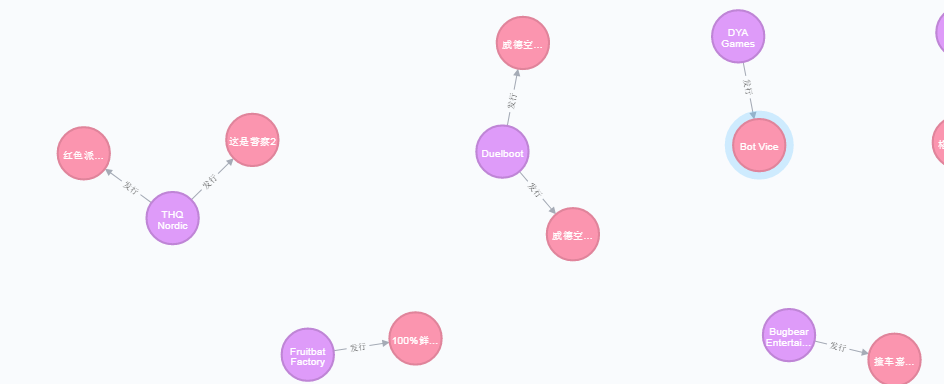 DYA
Games
威德空...
发行
发行
Bot Vice
这是警察2
红色派...
Duelboot
发行
发行
发行
THQ
Nordic
威德空...
Bugbear
Entertai...
100%鲜...
发行
发行
Fruitbat
Factory
推车豪...